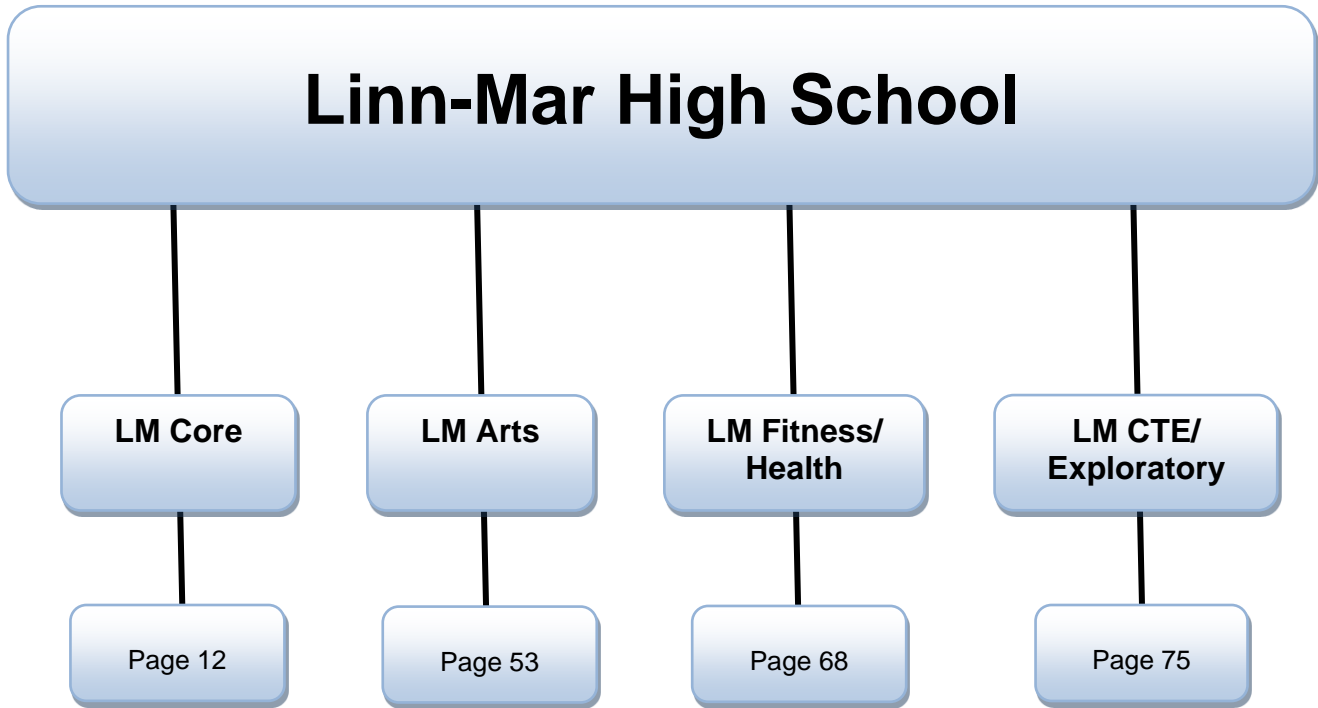 Linn-Mar High School
LM Core
LM Arts
LM Fitness/
Health
LM CTE/
Exploratory
Page 12
Page 53
Page 68
Page 75